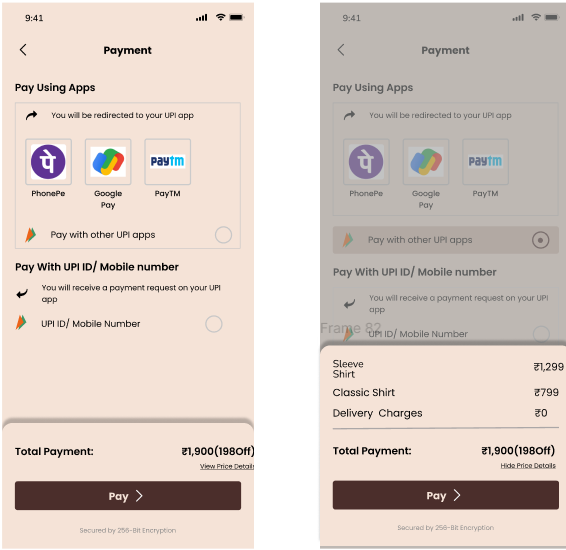 9:41
Payment
Pay Using Apps
You will be redirected to your UPI app
पे
Paytm
PhonePe
Google
Pay
PayTM
Pay with other UPI apps
Pay With UPI ID/ Mobile number
You will receive a payment request on your UPI
app
UPI ID/ Mobile Number
Total Payment:
₹1,900(198Off)
View Price Details
Pay
Secured by 256-Bit Encryption
9:41
Payment
Pay Using Apps
You will be redirected to your UPI app
पे
Paytm
PhonePe
Google
Pay
PayTM
Pay with other UPI apps
Pay With UPI ID/ Mobile number
You will receive a payment request on your UPI
app
Frame 82
UPI ID/ Mobile Number
Sleeve
Shirt
₹1,299
Classic Shirt
₹799
Delivery Charges
₹0
Total Payment:
₹1,900(198Off)
Hide Price Details
Pay
Secured by 256-Bit Encryption